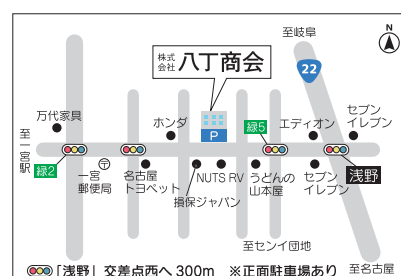 至岐阜
N
株式
会社 八丁商会
22
万代家具
ホンダ
緑5
エディオン
セブン
イレブン
至一宮駅
P
緑2
浅野
一宮
郵便局
名古屋
トヨペット
NUTS RV
うどんの
山本屋
セブン
イレブン
損保ジャパン
至センイ団地
至名古屋
「浅野」交差点西へ300m ※正面駐車場あり